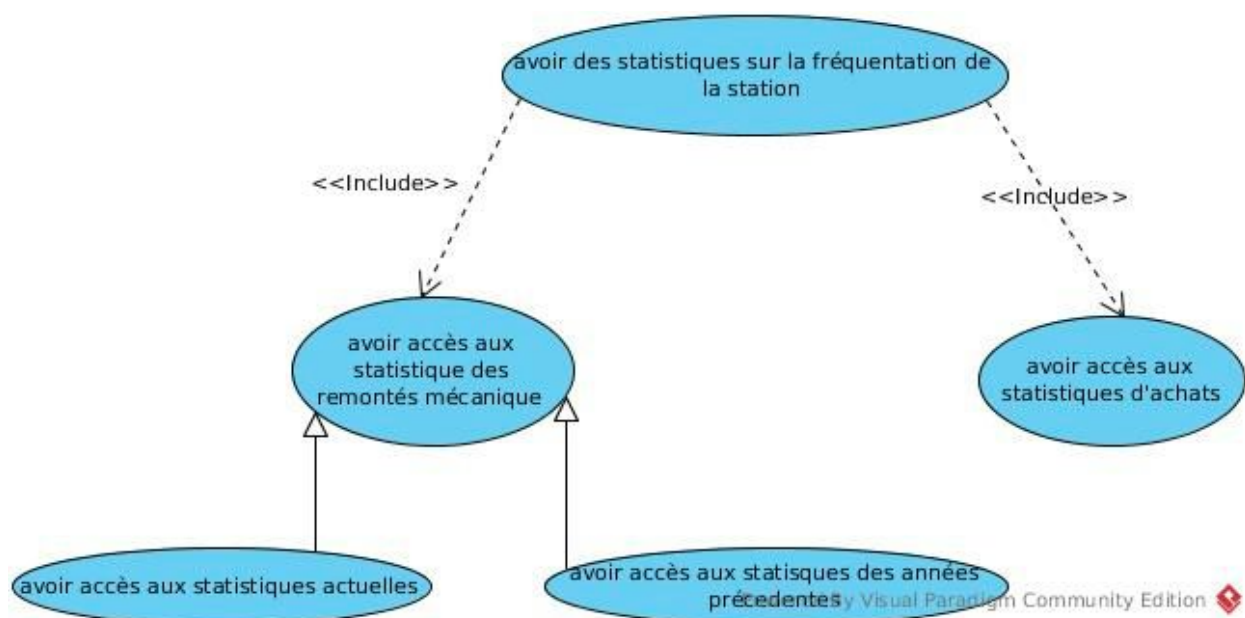 avoir des statistiques sur la fréquentation de
la station
<<Include>>
<<Include>>
avoir accès aux
statistique des
remontés mécanique
avoir accès aux
statistiques d'achats
avoir accès aux statistiques actuelles
avoir accès aux statisques des années
précedentes
Powered By Visual Paradigm Community Edition